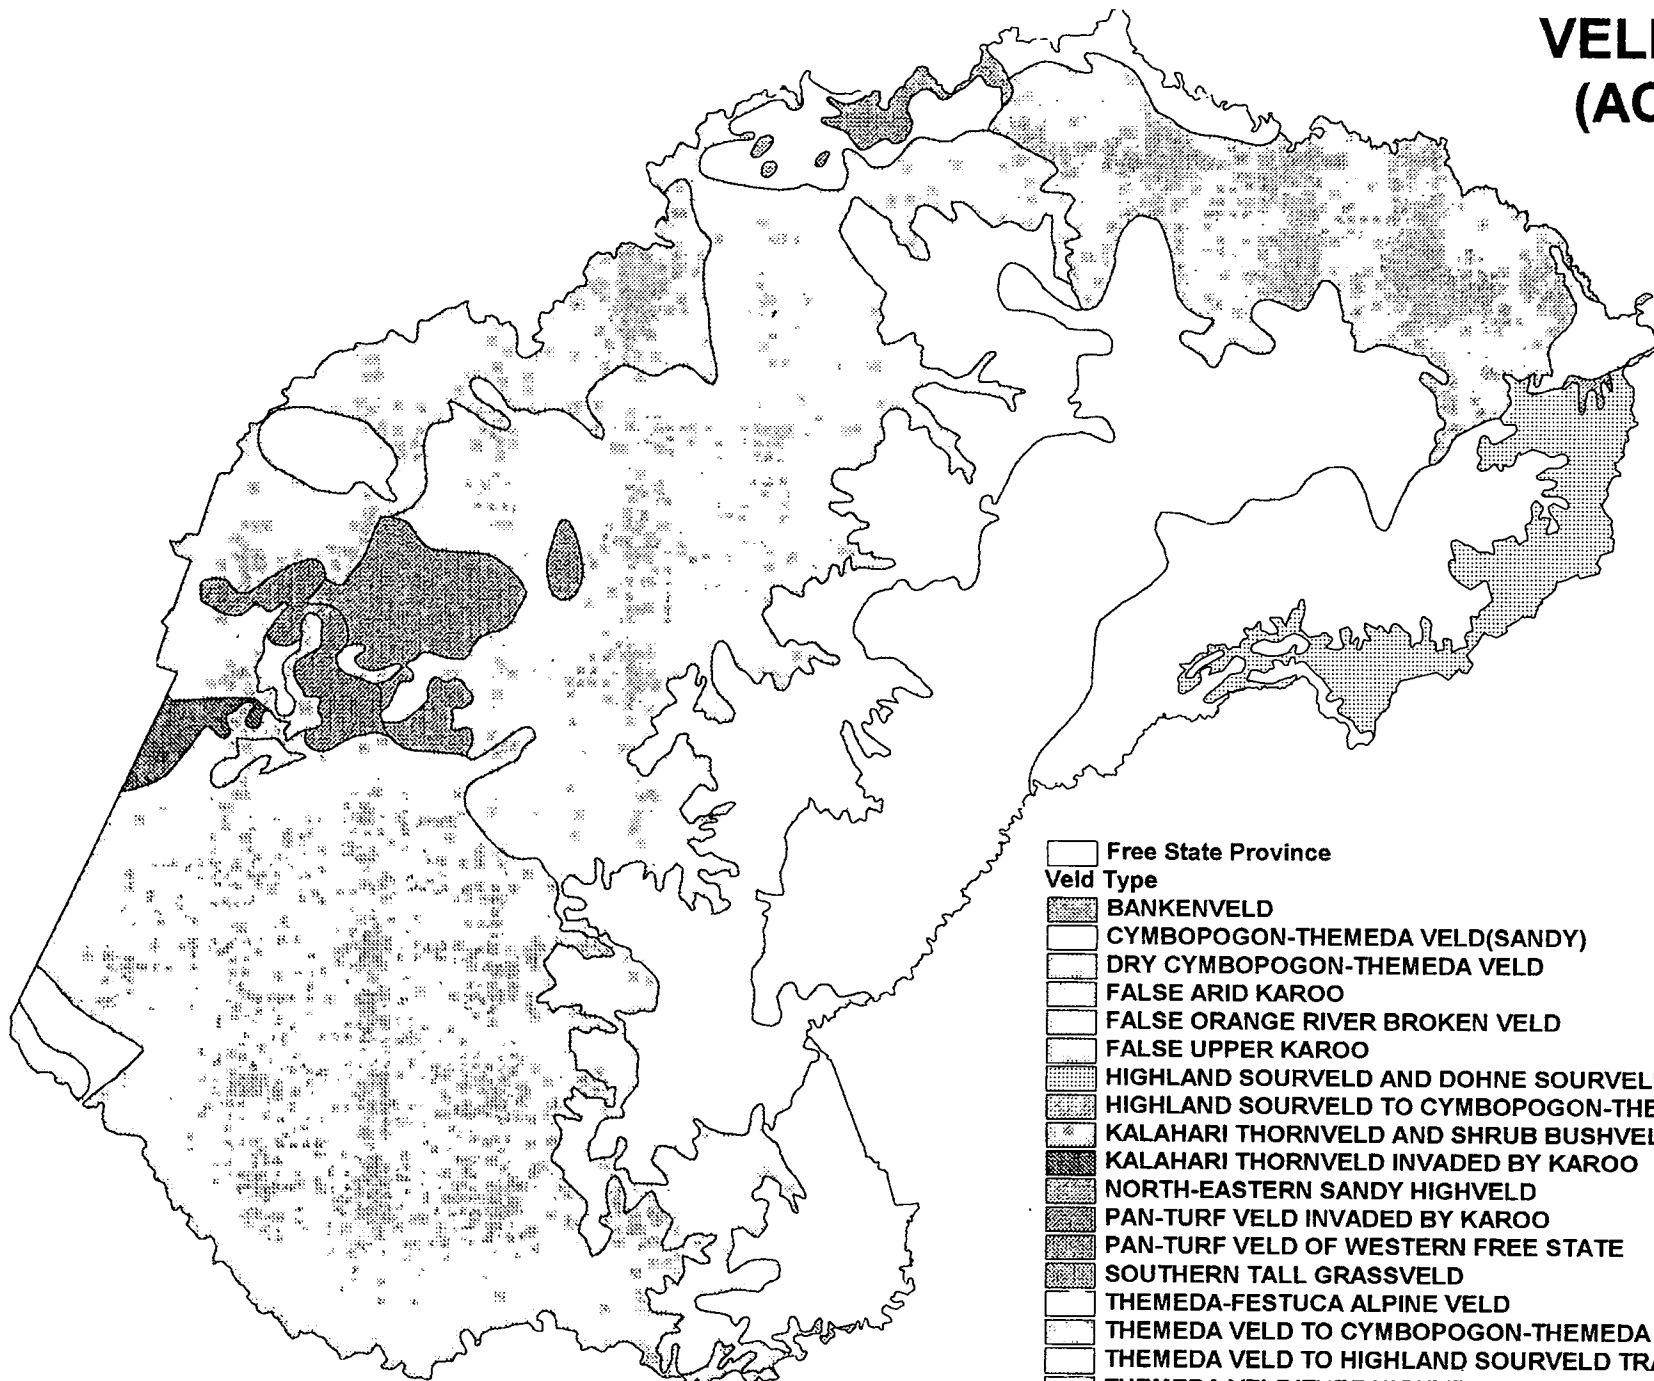 VEL
(AC
Free State Province
Veld Type
BANKENVELD
CYMBOPOGON-THEMEDA VELD(SANDY)
DRY CYMBOPOGON-THEMEDA VELD
FALSE ARID KAROO
FALSE ORANGE RIVER BROKEN VELD
FALSE UPPER KAROO
HIGHLAND SOURVELD AND DOHNE SOURVEL
HIGHLAND SOURVELD TO CYMBOPOGON-THE
KALAHARI THORNVELD AND SHRUB BUSHVEL
KALAHARI THORNVELD INVADED BY KAROO
NORTH-EASTERN SANDY HIGHVELD
PAN-TURF VELD INVADED BY KAROO
PAN-TURF VELD OF WESTERN FREE STATE
SOUTHERN TALL GRASSVELD
THEMEDA-FESTUCA ALPINE VELD
THEMEDA VELD TO CYMBOPOGON-THEMEDA
THEMEDA VELD TO HIGHLAND SOURVELD TRA